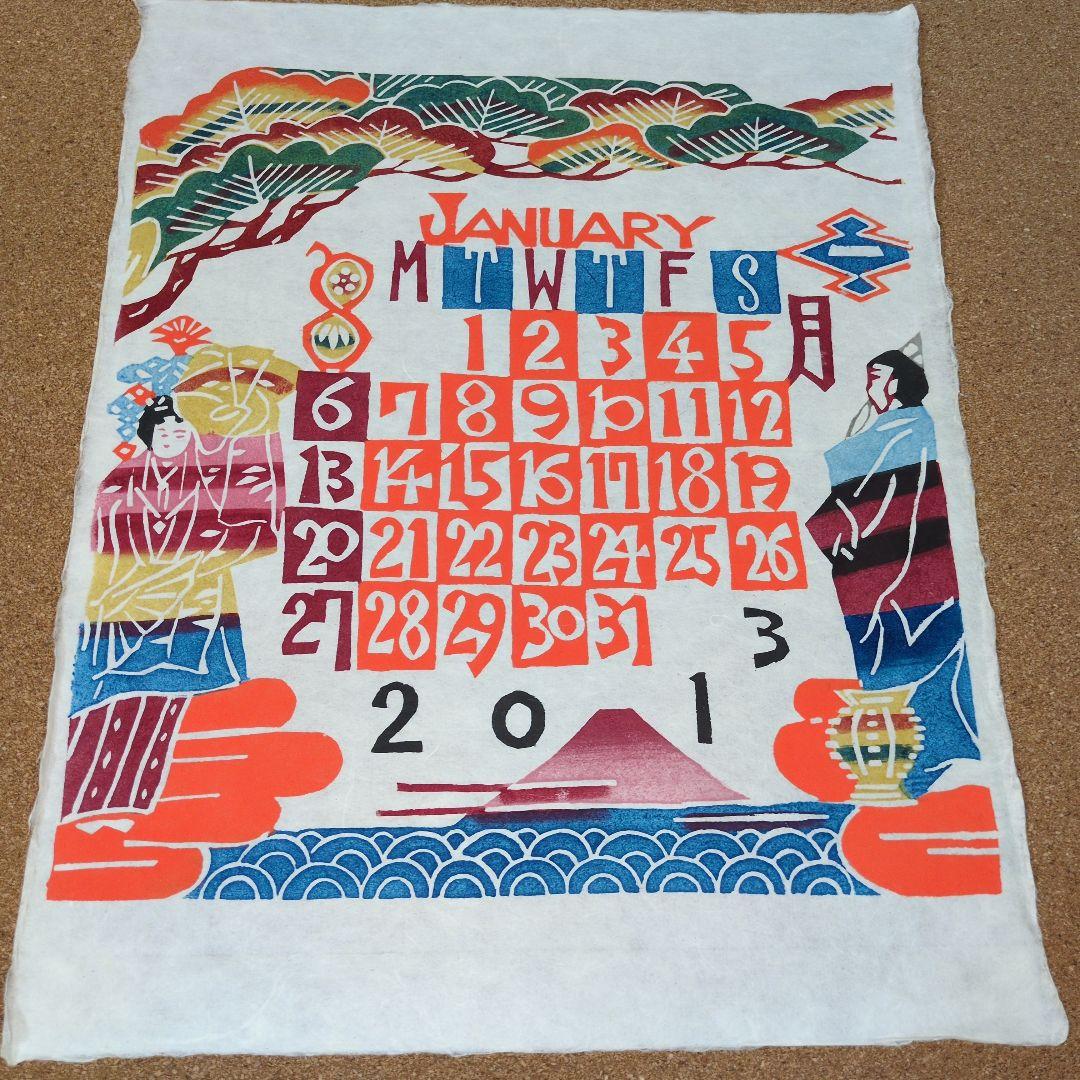 JANUARY
M T W T F S
一月
1 2 3 4 5
6 7 8 9 10 11 12
13 14 15 16 17 18 19
20 21 22 23 24 25 26
27 28 29 30 31
2 0 1 3